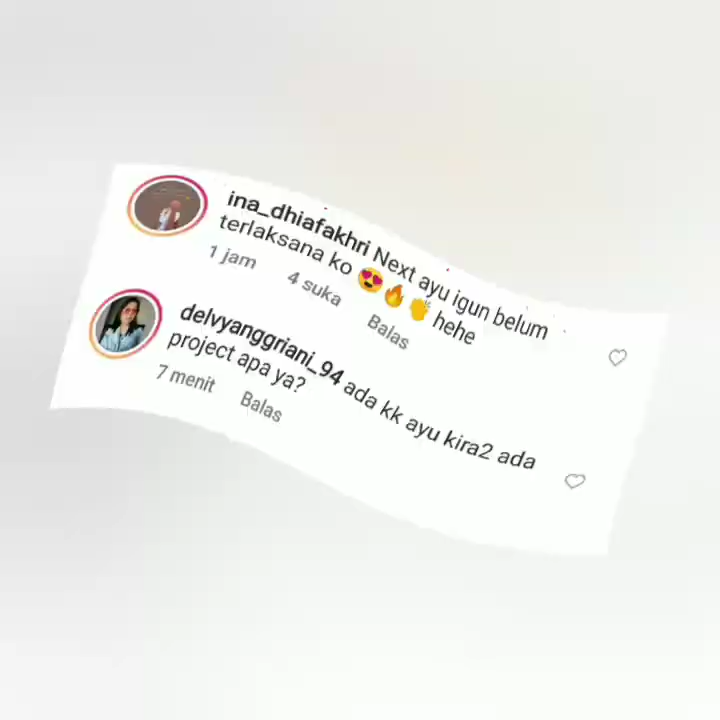 ina_dhiafakhri Next ayu igun belum
terlaksana ko 😍🔥👏 hehe
1 jam 4 suka Balas
delvyanggriani_94 ada kk ayu kira2 ada
project apa ya?
7 menit Balas